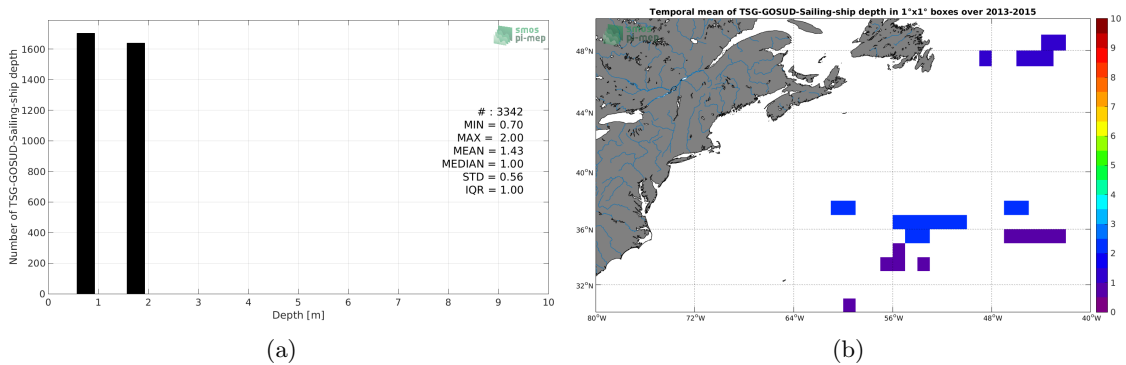 smos
pi-mep
# : 3342
MIN = 0.70
MAX = 2.00
MEAN = 1.43
MEDIAN = 1.00
STD = 0.56
IQR = 1.00
Number of TSG-GOSUD-Sailing-ship depth
1600
1400
1200
1000
800
600
400
200
0
0 1 2 3 4 5 6 7 8 9 10
Depth [m]
(a)
Temporal mean of TSG-GOSUD-Sailing-ship depth in 1°x1° boxes over 2013-2015
smos
pi-mep
48°N
44°N
40°N
36°N
32°N
80°W 72°W 64°W 56°W 48°W 40°W
10
9
8
7
6
5
4
3
2
1
0
(b)